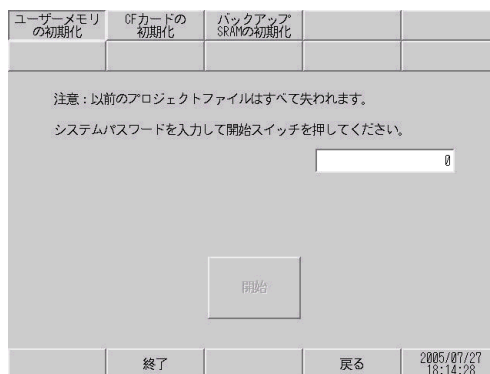 ユーザーメモリ
の初期化
CFカードの
初期化
バックアップ
SRAMの初期化
注意：以前のプロジェクトファイルはすべて失われます。
システムパスワードを入力して開始スイッチを押してください。
0
開始
終了
戻る
2005/07/27
18:14:28